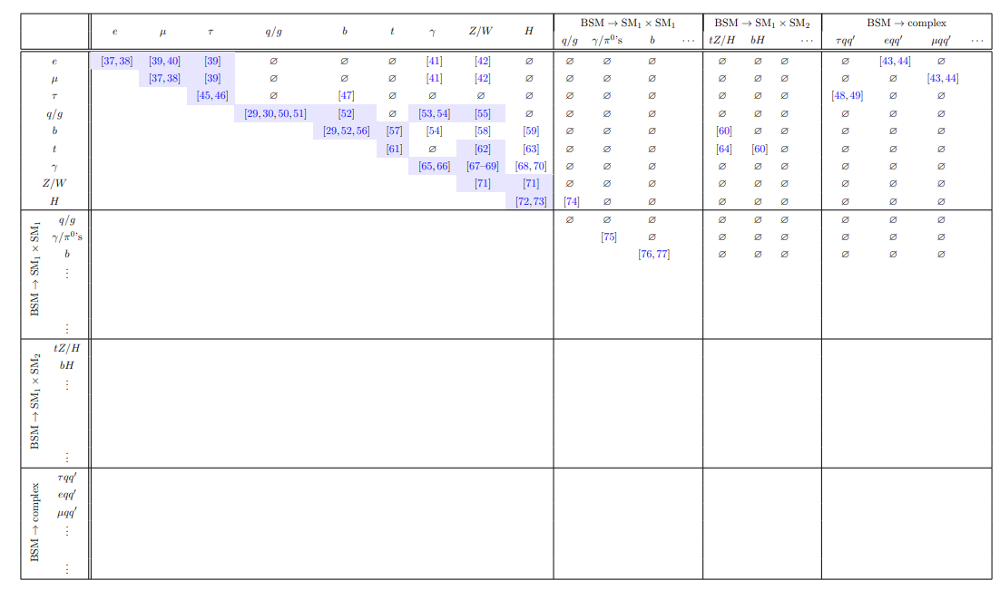 BSM → SM₁ × SM₁ BSM → SM₁ × SM₂ BSM → complex
e μ τ q/g b t γ Z/W H q/g γ/π⁰'s b ⋯ tZ/H bH ⋯ τqq′ eqq′ μqq′ ⋯
e [37,38] [39,40] [39] ∅ ∅ ∅ [41] [42] ∅ ∅ ∅ ∅ ∅ ∅ ∅ ∅ [43,44] ∅
μ [37,38] [39] ∅ ∅ ∅ [41] [42] ∅ ∅ ∅ ∅ ∅ ∅ ∅ ∅ ∅ [43,44]
τ [45,46] ∅ [47] ∅ ∅ ∅ ∅ ∅ ∅ ∅ ∅ ∅ ∅ [48,49] ∅ ∅
q/g [29,30,50,51] [52] ∅ [53,54] [55] ∅ ∅ ∅ ∅ ∅ ∅ ∅ ∅ ∅ ∅
b [29,52,56] [57] [54] [58] [59] ∅ ∅ ∅ [60] ∅ ∅ ∅ ∅ ∅
t [61] ∅ [62] [63] ∅ ∅ ∅ [64] [60] ∅ ∅ ∅ ∅
γ [65,66] [67–69] [68,70] ∅ ∅ ∅ ∅ ∅ ∅ ∅ ∅ ∅
Z/W [71] [71] ∅ ∅ ∅ ∅ ∅ ∅ ∅ ∅ ∅
H [72,73] [74] ∅ ∅ ∅ ∅ ∅ ∅ ∅ ∅
BSM → SM₁ × SM₁
q/g ∅ ∅ ∅ ∅ ∅ ∅ ∅ ∅ ∅
γ/π⁰'s [75] ∅ ∅ ∅ ∅ ∅ ∅ ∅
b [76,77] ∅ ∅ ∅ ∅ ∅ ∅
⋮
⋮
BSM → SM₁ × SM₂
tZ/H
bH
⋮
⋮
BSM → complex
τqq′
eqq′
μqq′
⋮
⋮